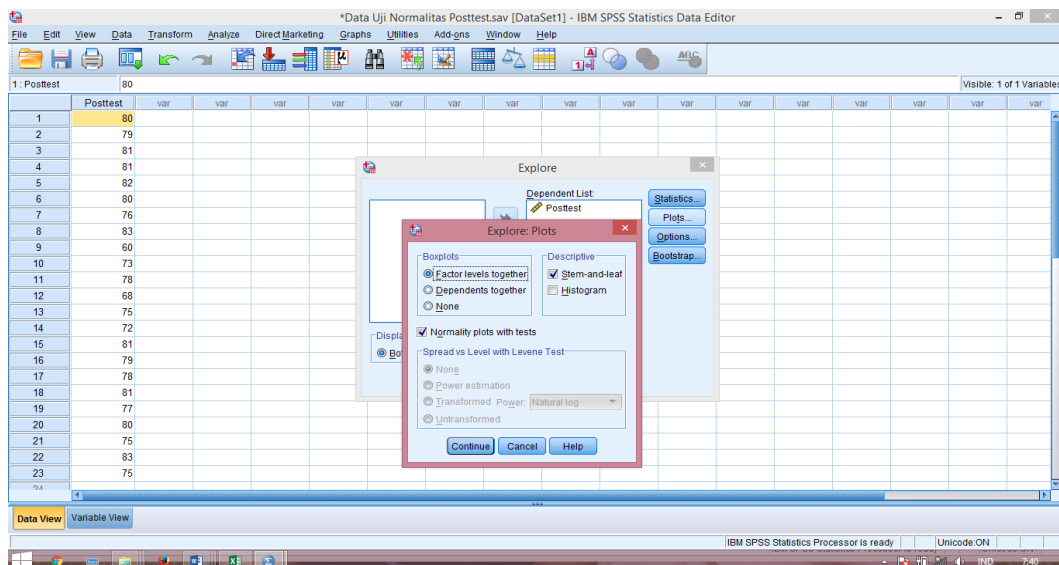 *Data Uji Normalitas Posttest.sav [DataSet1] - IBM SPSS Statistics Data Editor
File Edit View Data Transform Analyze Direct Marketing Graphs Utilities Add-ons Window Help
1 : Posttest 80 Visible: 1 of 1 Variables
Posttest var var var var var var var var var var var var var var var
1 80
2 79
3 81
4 81
5 82
6 80
7 76
8 83
9 60
10 73
11 78
12 68
13 75
14 72
15 81
16 79
17 78
18 81
19 77
20 80
21 75
22 83
23 75
24
Explore
Dependent List:
Posttest
Statistics...
Plots...
Options...
Bootstrap...
Explore: Plots
Boxplots
Factor levels together
Dependents together
None
Descriptive
Stem-and-leaf
Histogram
Normality plots with tests
Spread vs Level with Levene Test
None
Power estimation
Transformed Power: Natural log
Untransformed
Continue Cancel Help
Data View Variable View
IBM SPSS Statistics Processor is ready Unicode:ON
IND 7:40